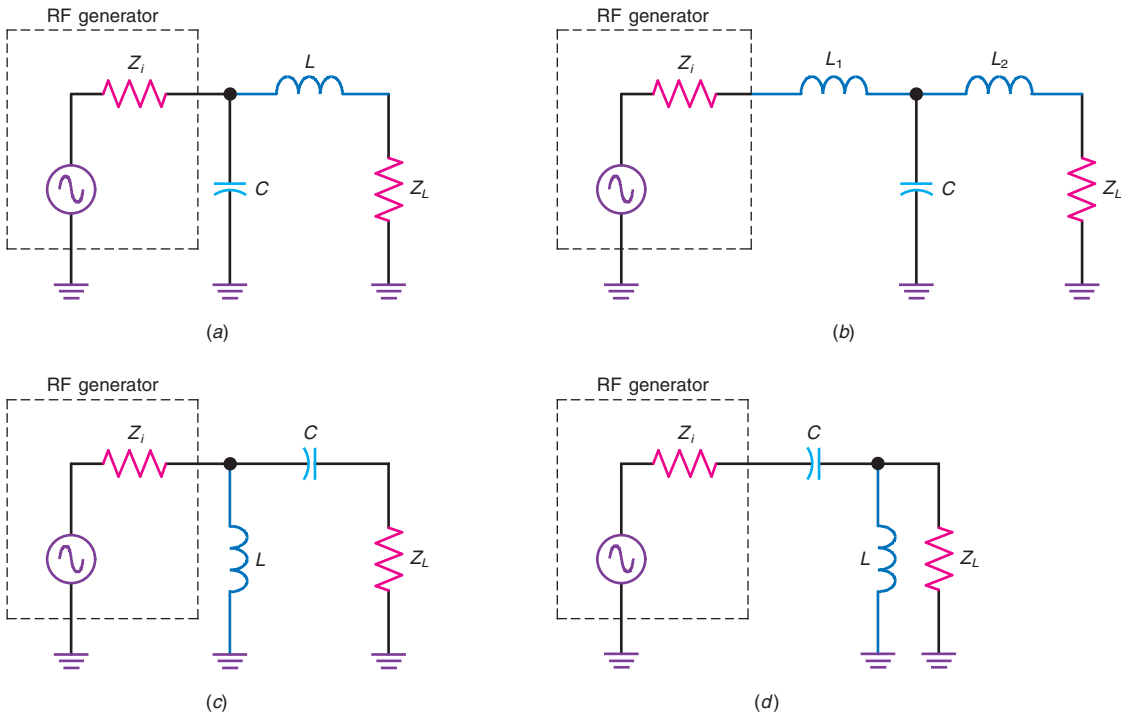 RF generator
Z_i
L
C
Z_L
(a)
RF generator
Z_i
L_1
L_2
C
Z_L
(b)
RF generator
Z_i
C
L
Z_L
(c)
RF generator
Z_i
C
L
Z_L
(d)